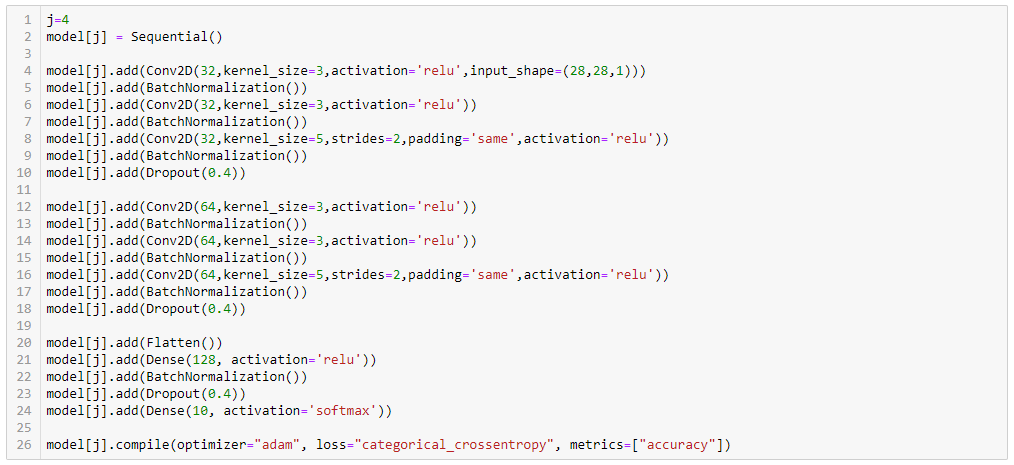 1 j=4
2 model[j] = Sequential()
3
4 model[j].add(Conv2D(32,kernel_size=3,activation='relu',input_shape=(28,28,1)))
5 model[j].add(BatchNormalization())
6 model[j].add(Conv2D(32,kernel_size=3,activation='relu'))
7 model[j].add(BatchNormalization())
8 model[j].add(Conv2D(32,kernel_size=5,strides=2,padding='same',activation='relu'))
9 model[j].add(BatchNormalization())
10 model[j].add(Dropout(0.4))
11
12 model[j].add(Conv2D(64,kernel_size=3,activation='relu'))
13 model[j].add(BatchNormalization())
14 model[j].add(Conv2D(64,kernel_size=3,activation='relu'))
15 model[j].add(BatchNormalization())
16 model[j].add(Conv2D(64,kernel_size=5,strides=2,padding='same',activation='relu'))
17 model[j].add(BatchNormalization())
18 model[j].add(Dropout(0.4))
19
20 model[j].add(Flatten())
21 model[j].add(Dense(128, activation='relu'))
22 model[j].add(BatchNormalization())
23 model[j].add(Dropout(0.4))
24 model[j].add(Dense(10, activation='softmax'))
25
26 model[j].compile(optimizer="adam", loss="categorical_crossentropy", metrics=["accuracy"])